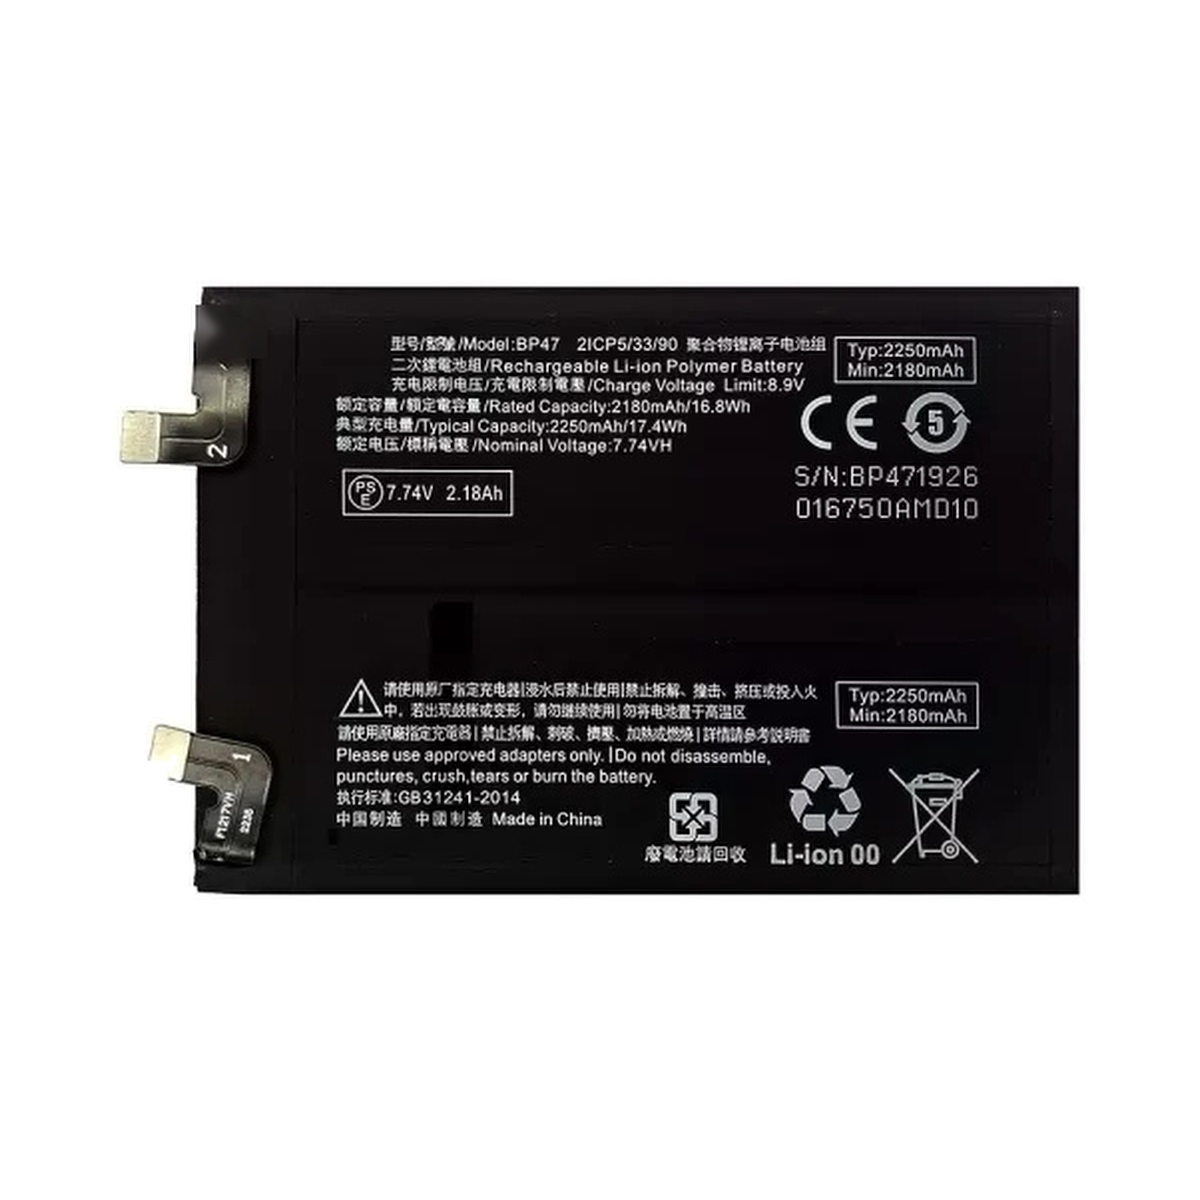 型号/型號/Model:BP47 2ICP5/33/90 聚合物锂离子电池组
二次鋰電池組/Rechargeable Li-ion Polymer Battery
充电限制电压/充電限制電壓/Charge Voltage Limit:8.9V
额定容量/額定電容量/Rated Capacity:2180mAh/16.8Wh
典型充电量/Typical Capacity:2250mAh/17.4Wh
额定电压/標稱電壓/Nominal Voltage:7.74VH
Typ:2250mAh
Min:2180mAh
CE 5
S/N:BP471926
016750AMD10
PSE 7.74V 2.18Ah
2
请使用原厂指定充电器|浸水后禁止使用|禁止拆解、撞击、挤压或投入火
中，若出现鼓胀或变形，请勿继续使用|勿将电池置于高温区
請使用原廠指定充電器|禁止拆解、刺破、擠壓、加熱或燃燒|詳情請參考説明書
Please use approved adapters only. |Do not disassemble,
punctures, crush,tears or burn the battery.
执行标准:GB31241-2014
中国制造 中國製造 Made in China
Typ:2250mAh
Min:2180mAh
廢電池請回收
Li-ion 00
1
FT217VH
2235